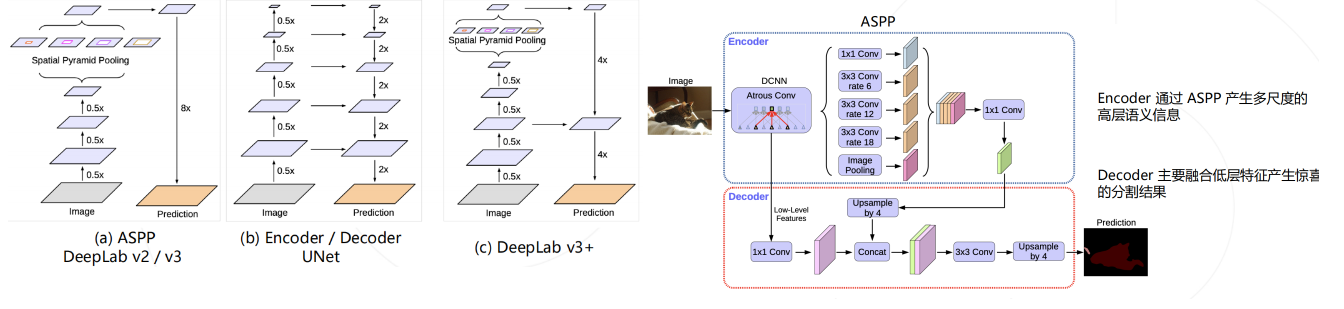 Spatial Pyramid Pooling
0.5x
0.5x
0.5x
0.5x
8x
Image
Prediction
(a) ASPP
DeepLab v2 / v3
0.5x
0.5x
0.5x
0.5x
0.5x
2x
2x
2x
2x
2x
Image
Prediction
(b) Encoder / Decoder
UNet
Spatial Pyramid Pooling
0.5x
0.5x
0.5x
0.5x
4x
4x
Image
Prediction
(c) DeepLab v3+
ASPP
Encoder
Image
DCNN
Atrous Conv
1x1 Conv
3x3 Conv
rate 6
3x3 Conv
rate 12
3x3 Conv
rate 18
Image
Pooling
1x1 Conv
Decoder
Low-Level
Features
Upsample
by 4
1x1 Conv
Concat
3x3 Conv
Upsample
by 4
Prediction
Encoder 通过 ASPP 产生多尺度的
高层语义信息
Decoder 主要融合低层特征产生惊喜
的分割结果